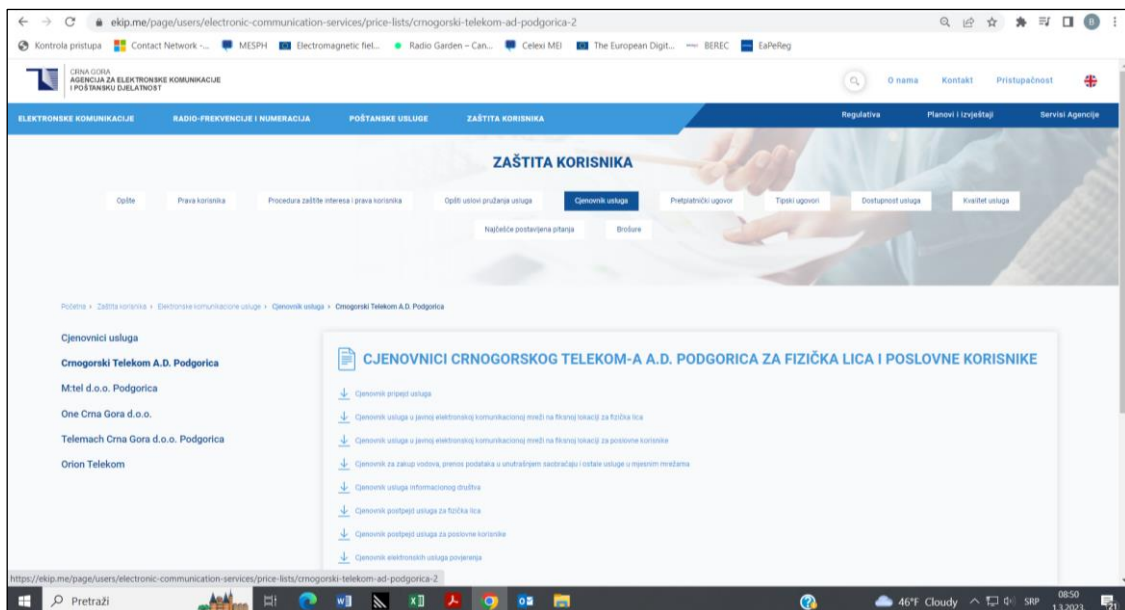 ekip.me/page/users/electronic-communication-services/price-lists/crnogorski-telekom-ad-podgorica-2
B
Kontrola pristupa Contact Network -... MESPH Electromagnetic fiel... Radio Garden – Can... Celexi MEI The European Digit... BEREC EaPeReg
CRNA GORA
AGENCIJA ZA ELEKTRONSKE KOMUNIKACIJE
I POŠTANSKU DJELATNOST
O nama Kontakt Pristupačnost
ELEKTRONSKE KOMUNIKACIJE RADIO-FREKVENCIJE I NUMERACIJA POŠTANSKE USLUGE ZAŠTITA KORISNIKA Regulativa Planovi i izvještaji Servisi Agencije
ZAŠTITA KORISNIKA
Opšte Prava korisnika Procedura zaštite interesa i prava korisnika Opšti uslovi pružanja usluga Cjenovnik usluga Pretplatnički ugovor Tipski ugovori Dostupnost usluga Kvalitet usluga
Najčešće postavljena pitanja Brošure
Početna › Zaštita korisnika › Elektronske komunikacione usluge › Cjenovnik usluga › Crnogorski Telekom A.D. Podgorica
Cjenovnici usluga
Crnogorski Telekom A.D. Podgorica
M:tel d.o.o. Podgorica
One Crna Gora d.o.o.
Telemach Crna Gora d.o.o. Podgorica
Orion Telekom
CJENOVNICI CRNOGORSKOG TELEKOM-A A.D. PODGORICA ZA FIZIČKA LICA I POSLOVNE KORISNIKE
Cjenovnik pripejd usluga
Cjenovnik usluga u javnoj elektronskoj komunikacionoj mreži na fiksnoj lokaciji za fizička lica
Cjenovnik usluga u javnoj elektronskoj komunikacionoj mreži na fiksnoj lokaciji za poslovne korisnike
Cjenovnik za zakup vodova, prenos podataka u unutrašnjem saobraćaju i ostale usluge u mjesnim mrežama
Cjenovnik usluga informacionog društva
Cjenovnik postpejd usluga za fizička lica
Cjenovnik postpejd usluga za poslovne korisnike
Cjenovnik elektronskih usluga povjerenja
https://ekip.me/page/users/electronic-communication-services/price-lists/crnogorski-telekom-ad-podgorica-2
Pretraži 46°F Cloudy SRP 08:50
1.3.2023. 21